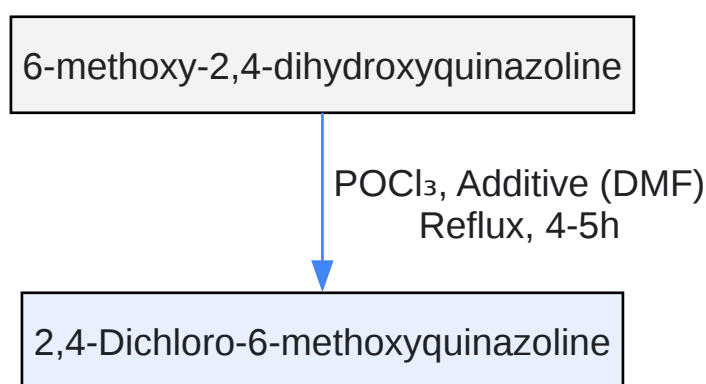 6-methoxy-2,4-dihydroxyquinazoline
POCl₃, Additive (DMF)
Reflux, 4-5h
2,4-Dichloro-6-methoxyquinazoline